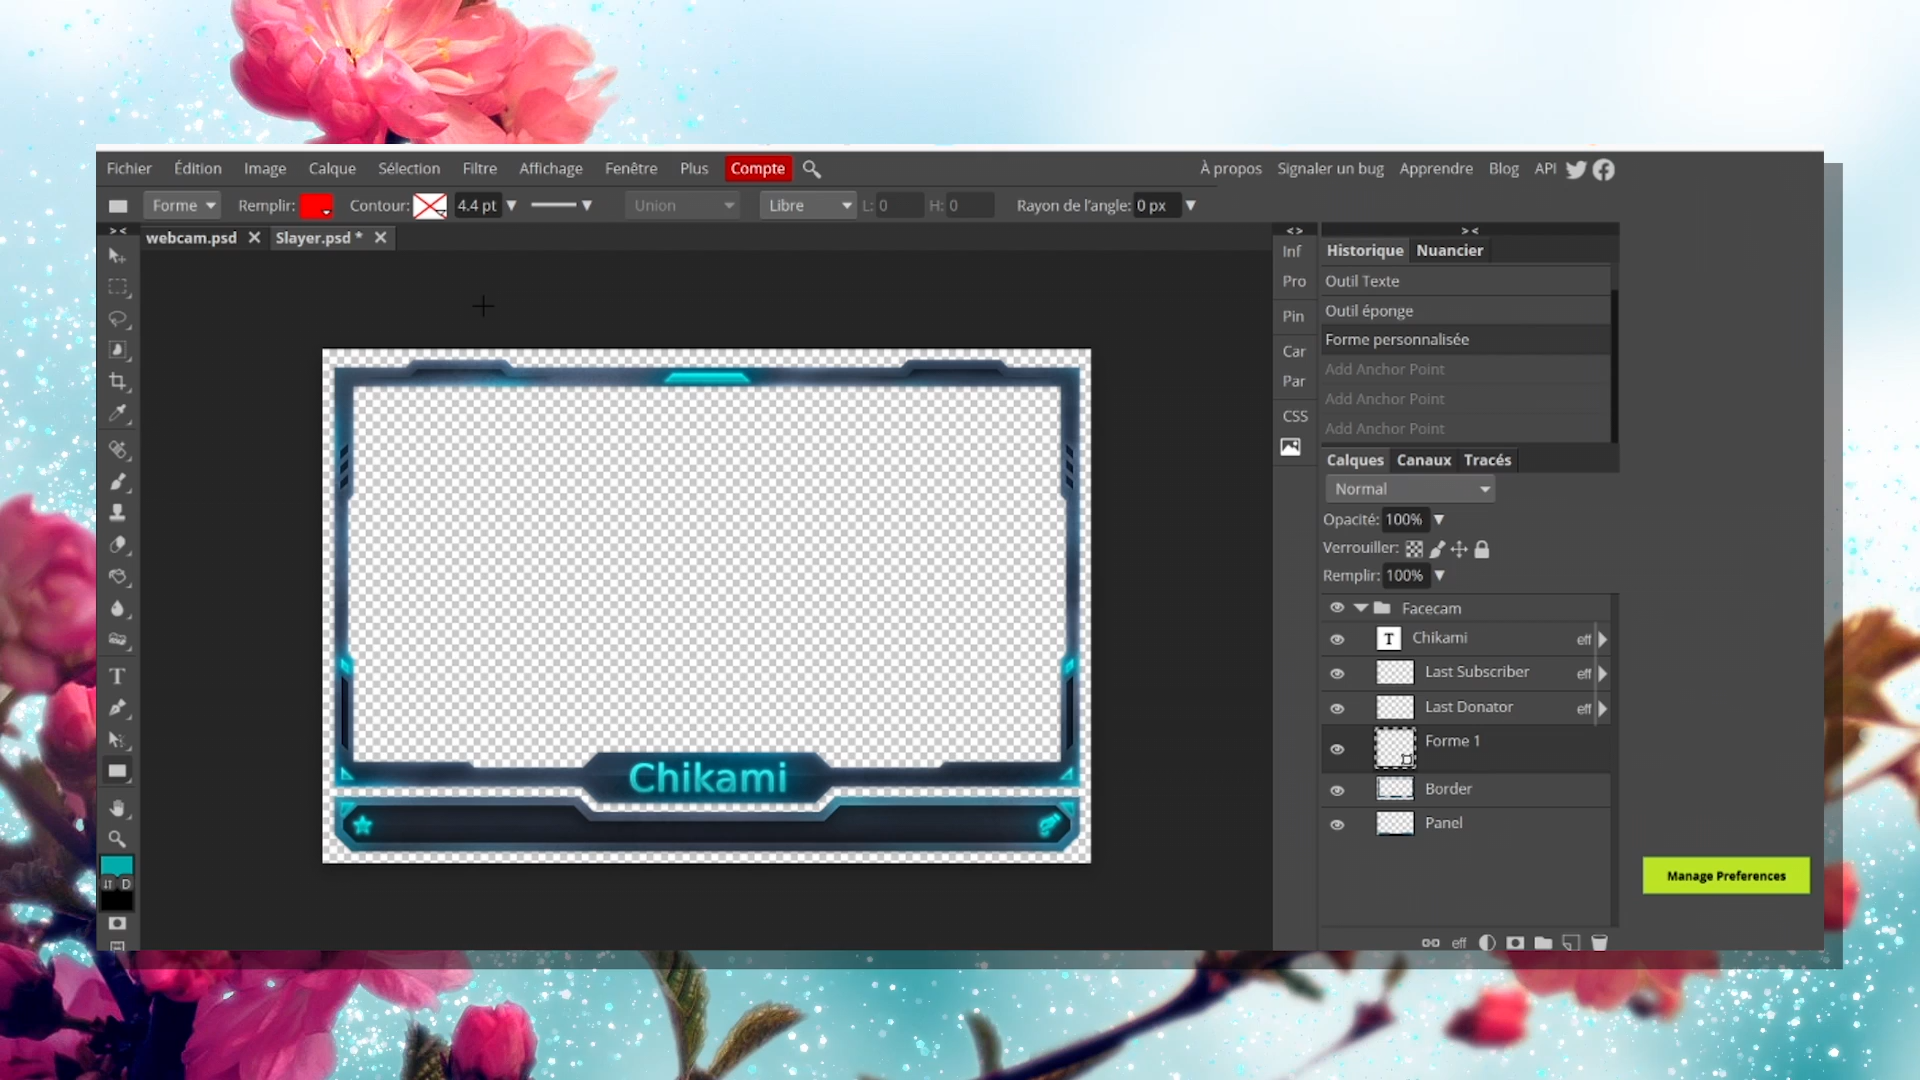 Fichier Édition Image Calque Sélection Filtre Affichage Fenêtre Plus Compte À propos Signaler un bug Apprendre Blog API
Forme Remplir: Contour: 4.4 pt Union Libre L: 0 H: 0 Rayon de l'angle: 0 px
> < webcam.psd Slayer.psd * < > > <
Inf
Pro
Pin
Car
Par
CSS
Historique Nuancier
Outil Texte
Outil éponge
Forme personnalisée
Add Anchor Point
Add Anchor Point
Add Anchor Point
Calques Canaux Tracés
Normal
Opacité: 100%
Verrouiller:
Remplir: 100%
Facecam
T Chikami eff
Last Subscriber eff
Last Donator eff
Forme 1
Border
Panel
eff
T
D
Chikami
Manage Preferences